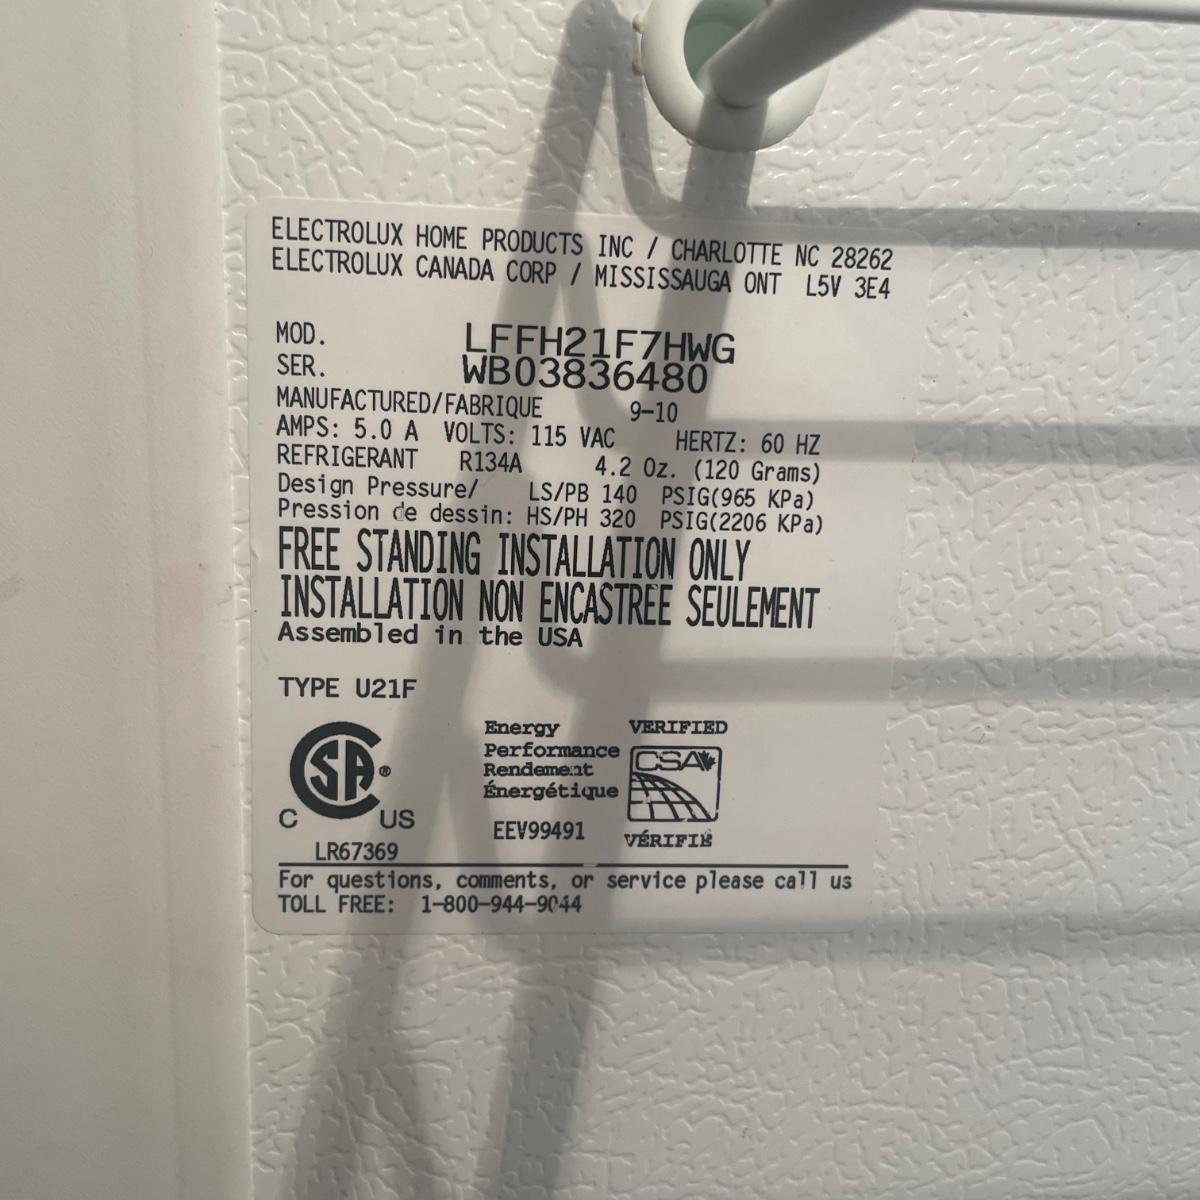 ELECTROLUX HOME PRODUCTS INC / CHARLOTTE NC 28262
ELECTROLUX CANADA CORP / MISSISSAUGA ONT L5V 3E4
MOD. LFFH21F7HWG
SER. WB03836480
MANUFACTURED/FABRIQUE 9-10
AMPS: 5.0 A VOLTS: 115 VAC HERTZ: 60 HZ
REFRIGERANT R134A 4.2 Oz. (120 Grams)
Design Pressure/ LS/PB 140 PSIG(965 KPa)
Pression de dessin: HS/PH 320 PSIG(2206 KPa)
FREE STANDING INSTALLATION ONLY
INSTALLATION NON ENCASTREE SEULEMENT
Assembled in the USA
TYPE U21F
SA ®
C US
LR67369
Energy
Performance
Rendement
Énergétique
EEV99491
VERIFIED
CSA
VÉRIFIÉ
For questions, comments, or service please call us
TOLL FREE: 1-800-944-9044